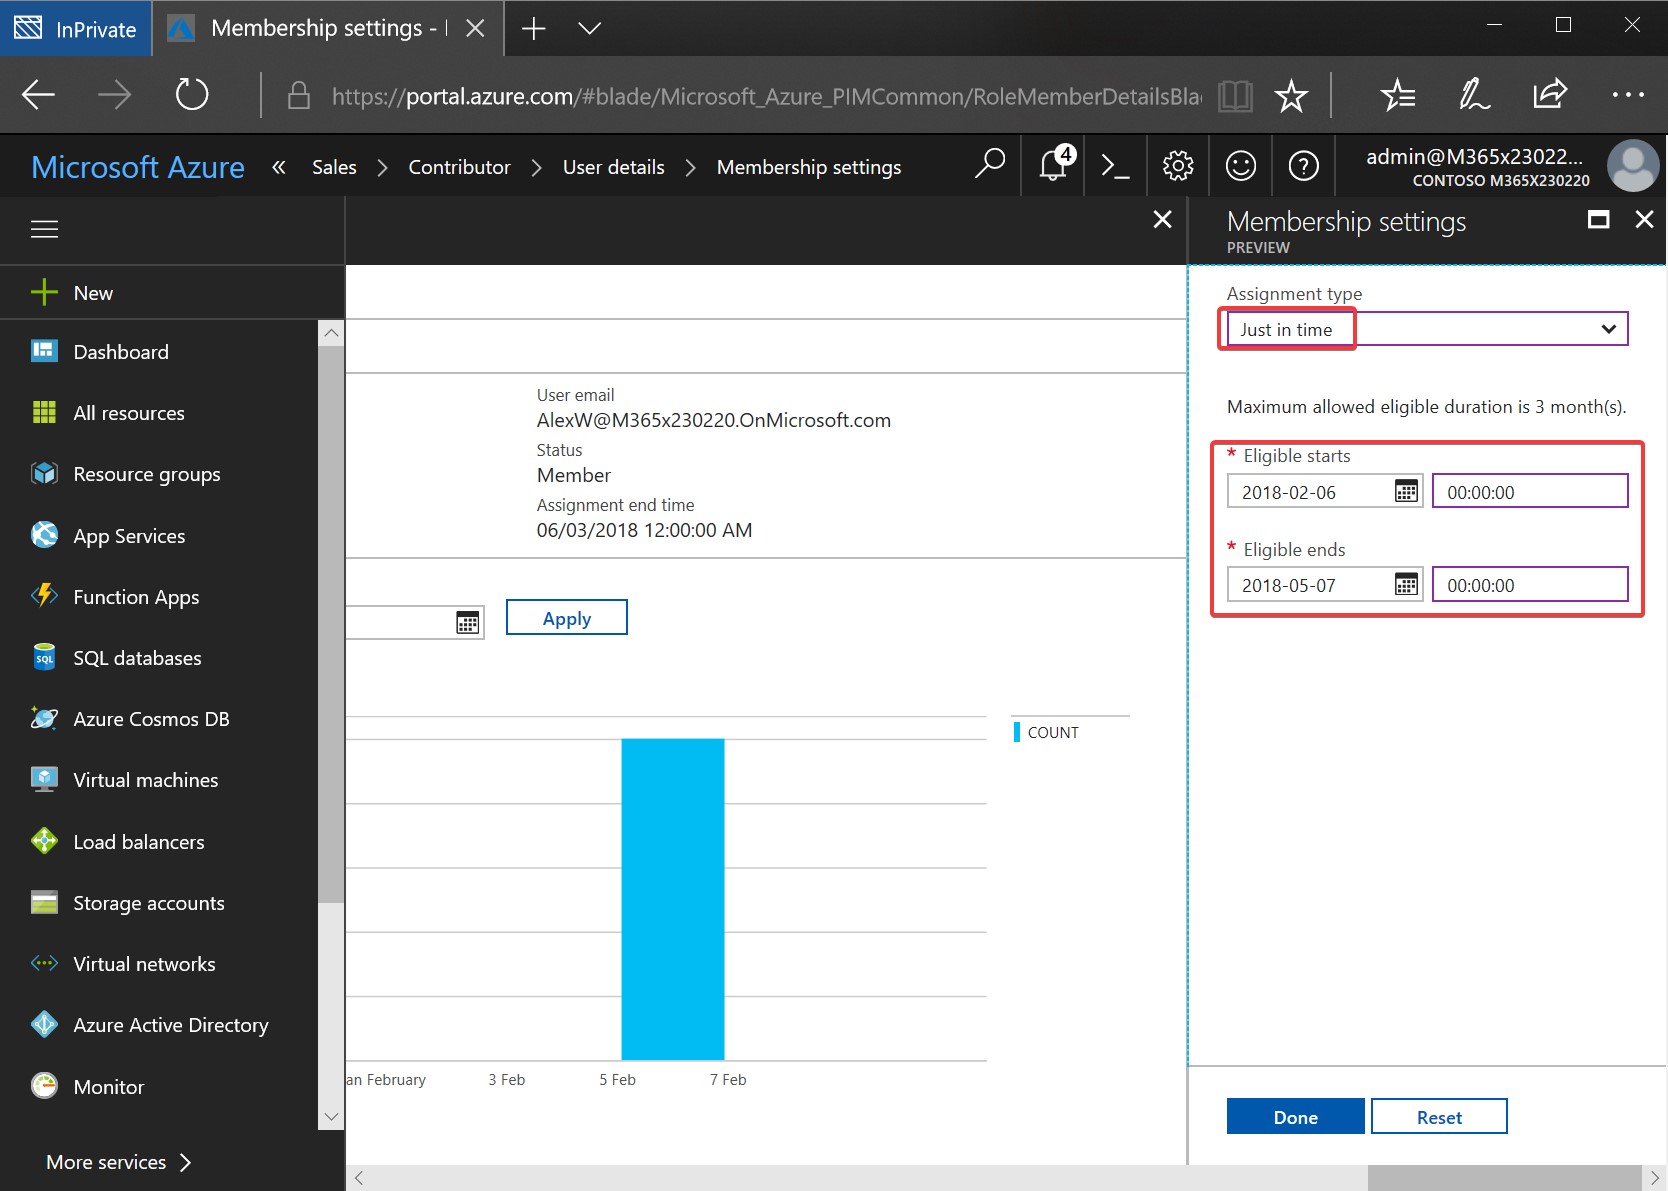 InPrivate
Membership settings -
https://portal.azure.com/#blade/Microsoft_Azure_PIMCommon/RoleMemberDetailsBla
Microsoft Azure « Sales > Contributor > User details > Membership settings
4
admin@M365x23022...
CONTOSO M365X230220
Membership settings
PREVIEW
New
Dashboard
All resources
Resource groups
App Services
Function Apps
SQL
SQL databases
Azure Cosmos DB
Virtual machines
Load balancers
Storage accounts
Virtual networks
Azure Active Directory
Monitor
More services >
User email
AlexW@M365x230220.OnMicrosoft.com
Status
Member
Assignment end time
06/03/2018 12:00:00 AM
Apply
COUNT
an February 3 Feb 5 Feb 7 Feb
Assignment type
Just in time
Maximum allowed eligible duration is 3 month(s).
* Eligible starts
2018-02-06 00:00:00
* Eligible ends
2018-05-07 00:00:00
Done Reset